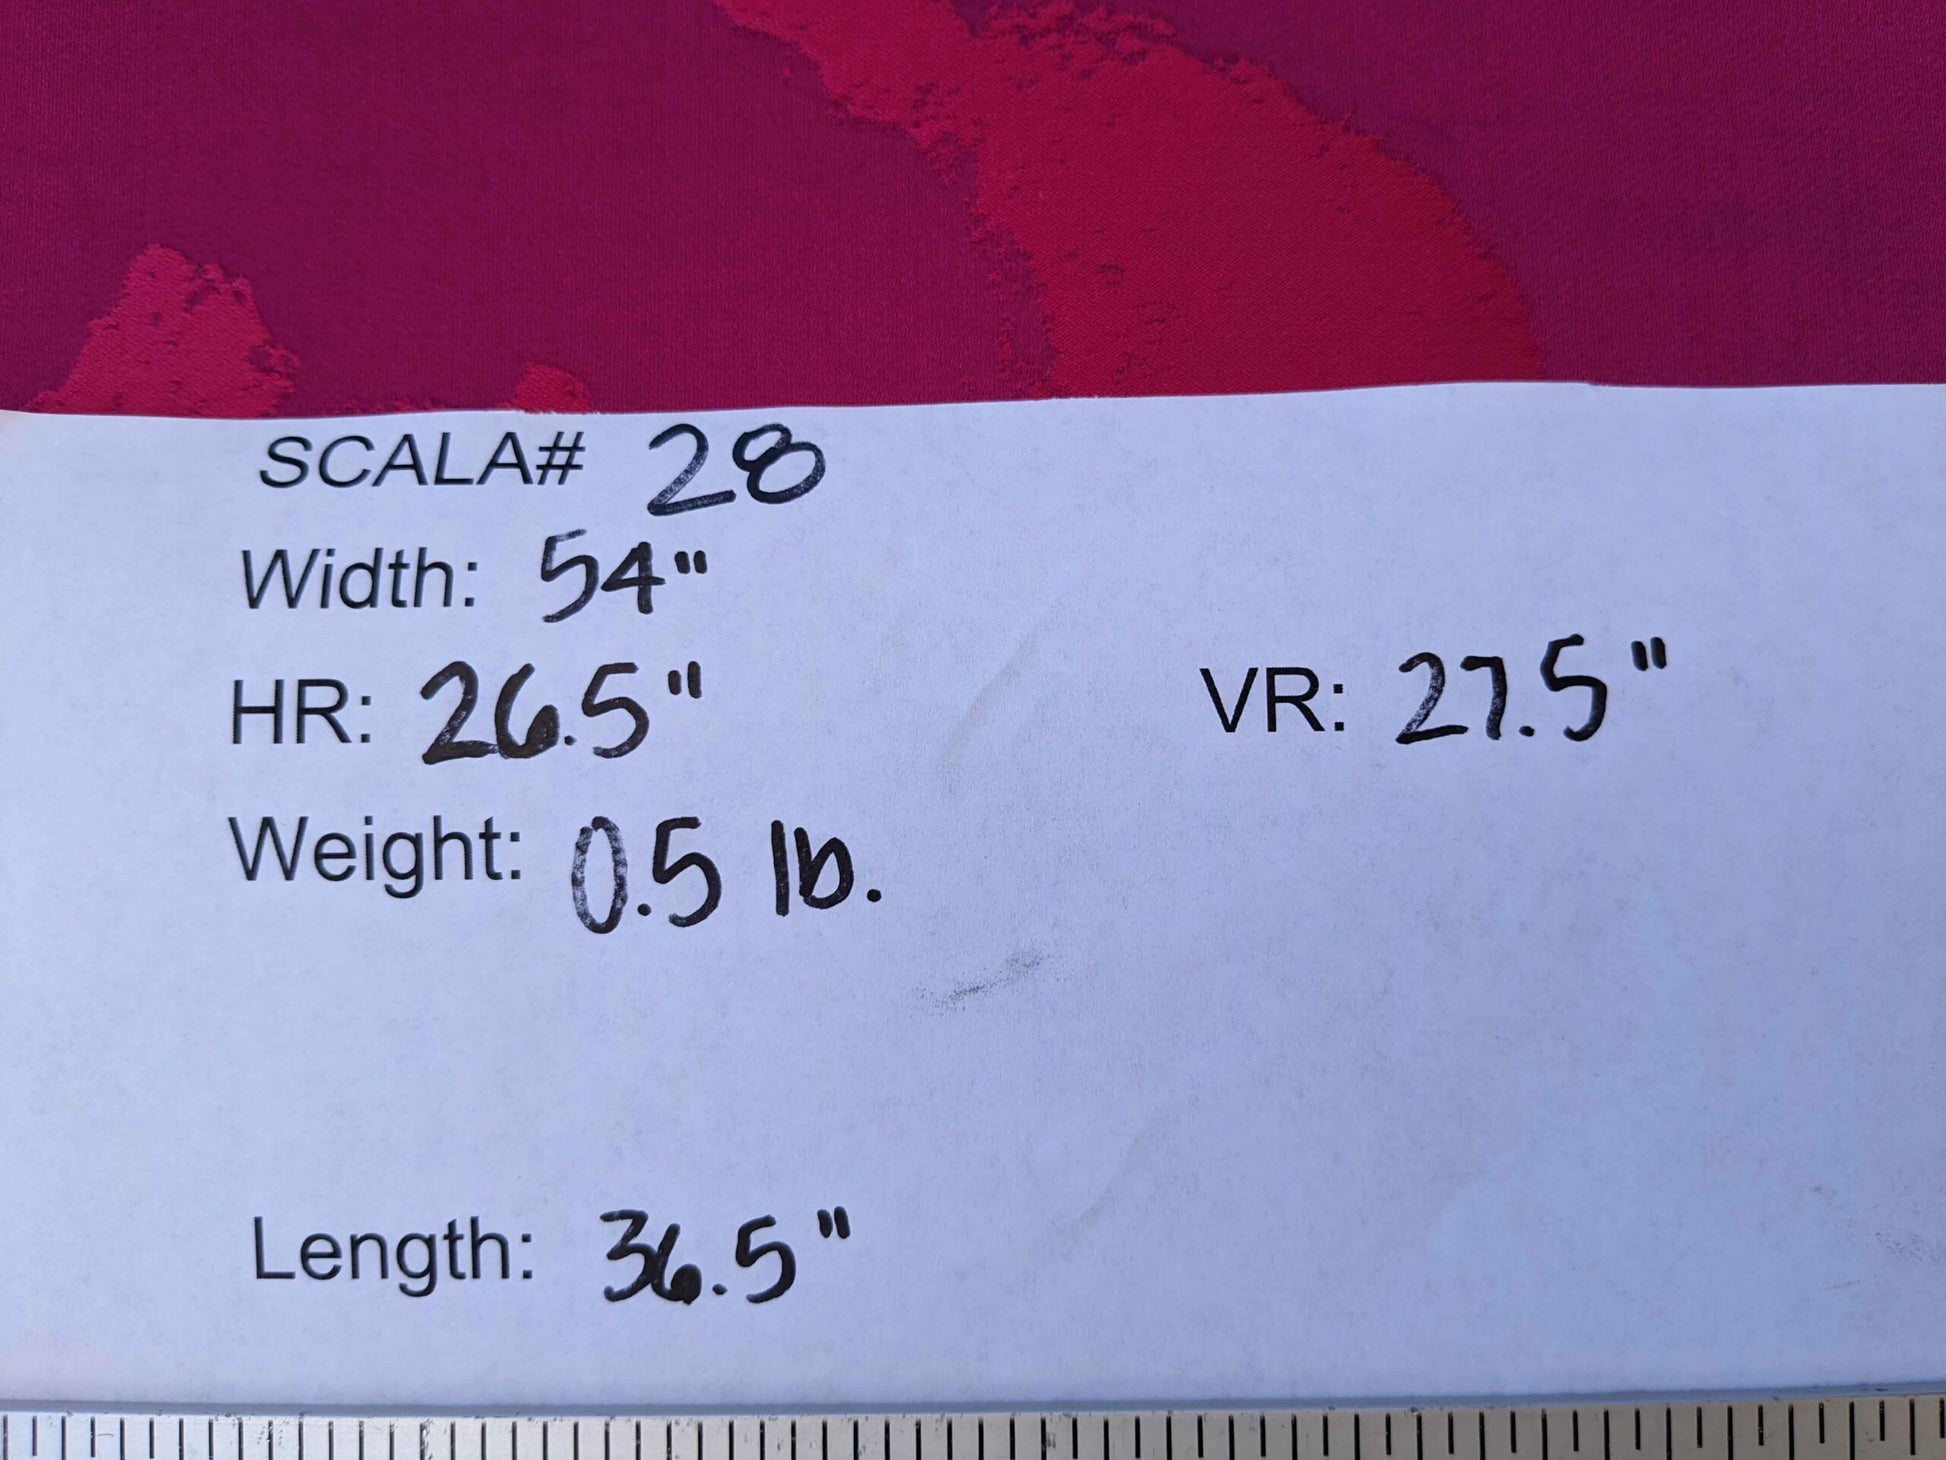 SCALA# 28
Width: 54"
HR: 26.5" VR: 27.5"
Weight: 0.5 lb.
Length: 36.5"